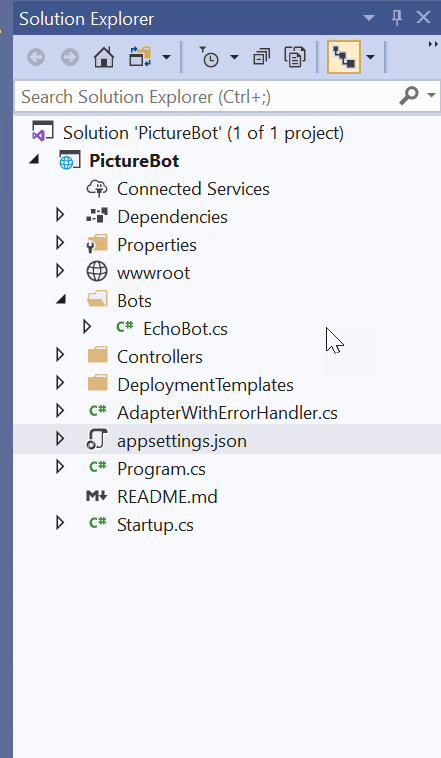 Solution Explorer
Search Solution Explorer (Ctrl+;)
Solution 'PictureBot' (1 of 1 project)
PictureBot
Connected Services
Dependencies
Properties
wwwroot
Bots
C# EchoBot.cs
Controllers
DeploymentTemplates
C# AdapterWithErrorHandler.cs
appsettings.json
C# Program.cs
M README.md
C# Startup.cs